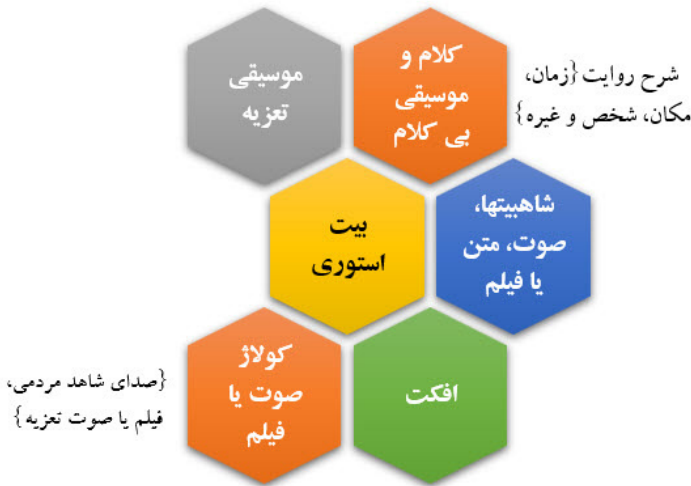 کلام و
موسیقی
بی کلام
شرح روایت {زمان،
مکان، شخص و غیره}
موسیقی
تعزیه
شاهبیتها،
صوت، متن
یا فیلم
بیت
استوری
افکت
کولاژ
صوت یا
فیلم
{صدای شاهد مردمی،
فیلم یا صوت تعزیه}